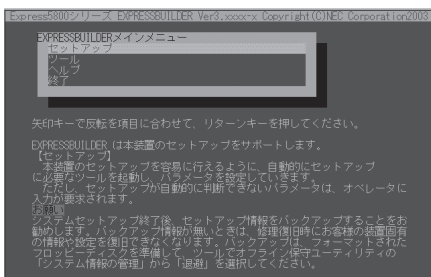 Express5800シリーズ EXPRESSBUILDER Ver3.xxxx-x Copyright(C)NEC Corporation2003
EXPRESSBUILDERメインメニュー
セットアップ
ツール
ヘルプ
終了
矢印キーで反転を項目に合わせて、リターンキーを押してください。
EXPRESSBUILDER は本装置のセットアップをサポートします。
【セットアップ】
本装置のセットアップを容易に行えるように、自動的にセットアップ
に必要なツールを起動し、パラメータを設定していきます。
ただし、セットアップが自動的に判断できないパラメータは、オペレータに
入力が要求されます。
お願い
システムセットアップ終了後、セットアップ情報をバックアップすることをお
勧めします。バックアップ情報が無いときは、修理復旧時にお客様の装置固有
の情報や設定を復旧できなくなります。バックアップは、フォーマットされた
フロッピーディスクを準備して、ツールでオフライン保守ユーティリティの
「システム情報の管理」から「退避」を選択してください。